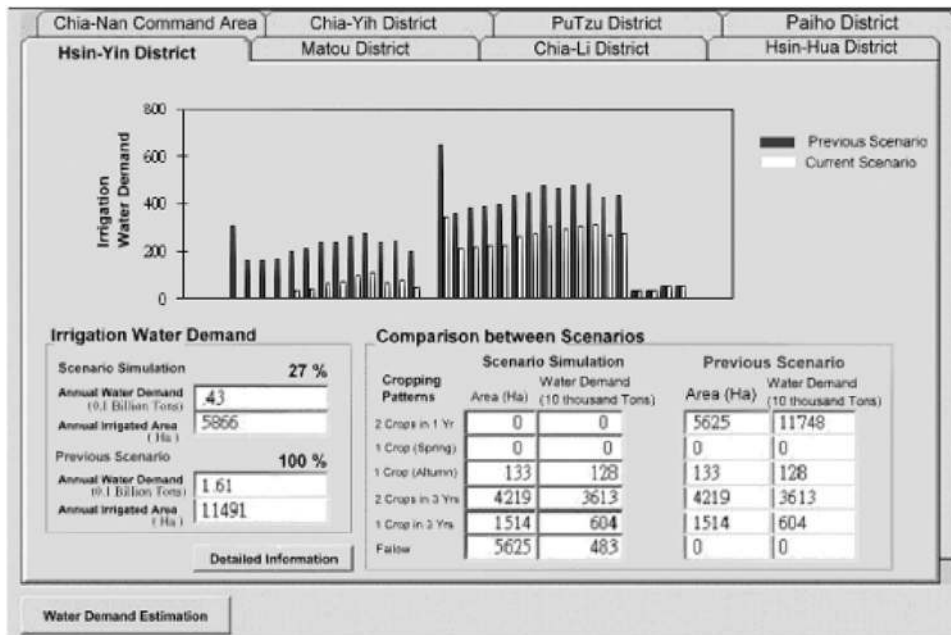 Chia-Nan Command Area Chia-Yih District PuTzu District Paiho District
Hsin-Yin District Matou District Chia-Li District Hsin-Hua District
800
600
400
200
0
Irrigation
Water Demand
Previous Scenario
Current Scenario
Irrigation Water Demand
Scenario Simulation 27 %
Annual Water Demand .43
(0.1 Billion Tons)
Annual Irrigated Area 5866
(Ha)
Previous Scenario 100 %
Annual Water Demand 1.61
(0.1 Billion Tons)
Annual Irrigated Area 11491
(Ha)
Detailed Information
Comparison between Scenarios
Scenario Simulation Previous Scenario
Cropping Patterns Area (Ha) Water Demand (10 thousand Tons) Area (Ha) Water Demand (10 thousand Tons)
2 Crops in 1 Yr 0 0 5625 11748
1 Crop (Spring) 0 0 0 0
1 Crop (Altumn) 133 128 133 128
2 Crops in 3 Yrs 4219 3613 4219 3613
1 Crop in 3 Yrs 1514 604 1514 604
Fallow 5625 483 0 0
Water Demand Estimation